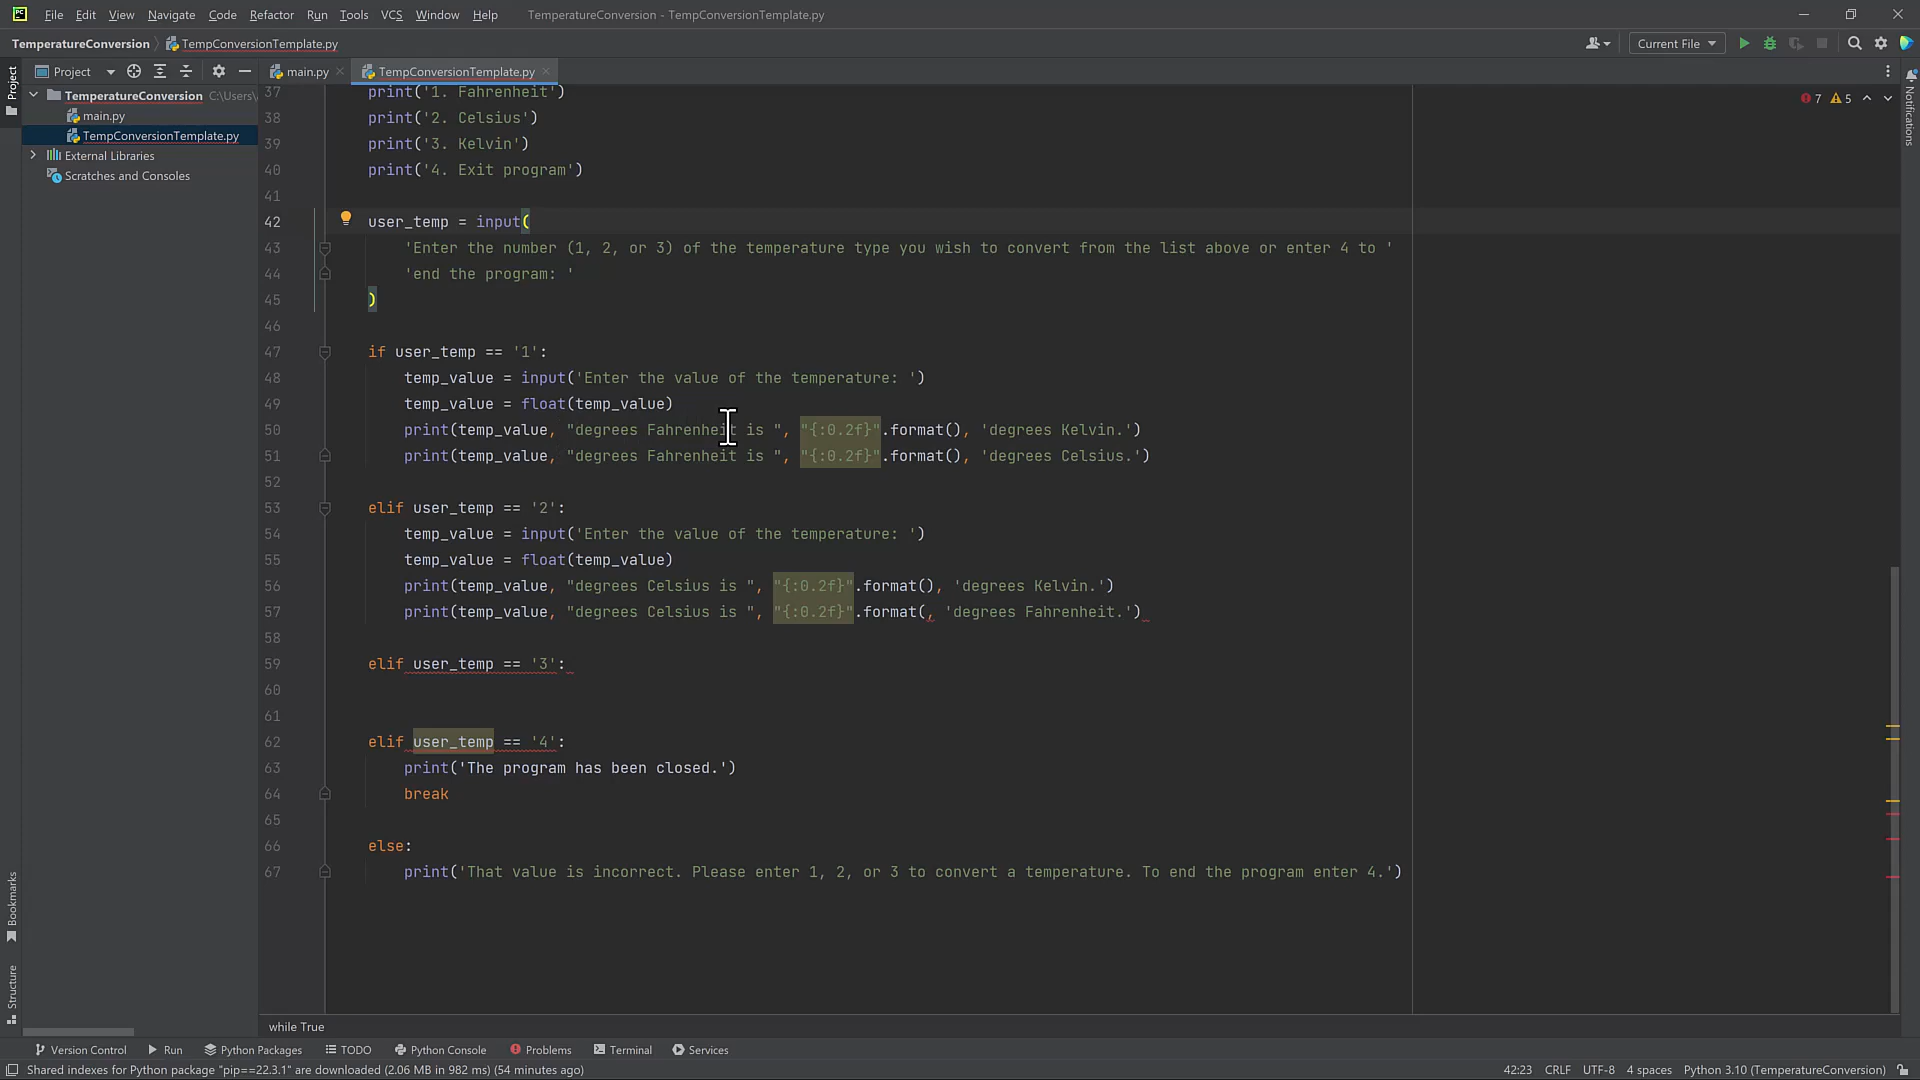 File Edit View Navigate Code Refactor Run Tools VCS Window Help TemperatureConversion - TempConversionTemplate.py
TemperatureConversion TempConversionTemplate.py Current File
Project main.py TempConversionTemplate.py
TemperatureConversion C:\Users\
main.py
TempConversionTemplate.py
External Libraries
Scratches and Consoles
Project
Bookmarks
Structure
Notifications
7 5
37 print('1. Fahrenheit')
38 print('2. Celsius')
39 print('3. Kelvin')
40 print('4. Exit program')
41
42 user_temp = input(
43 'Enter the number (1, 2, or 3) of the temperature type you wish to convert from the list above or enter 4 to '
44 'end the program: '
45 )
46
47 if user_temp == '1':
48 temp_value = input('Enter the value of the temperature: ')
49 temp_value = float(temp_value)
50 print(temp_value, "degrees Fahrenheit is ", "{:0.2f}".format(), 'degrees Kelvin.')
51 print(temp_value, "degrees Fahrenheit is ", "{:0.2f}".format(), 'degrees Celsius.')
52
53 elif user_temp == '2':
54 temp_value = input('Enter the value of the temperature: ')
55 temp_value = float(temp_value)
56 print(temp_value, "degrees Celsius is ", "{:0.2f}".format(), 'degrees Kelvin.')
57 print(temp_value, "degrees Celsius is ", "{:0.2f}".format(, 'degrees Fahrenheit.')
58
59 elif user_temp == '3':
60
61
62 elif user_temp == '4':
63 print('The program has been closed.')
64 break
65
66 else:
67 print('That value is incorrect. Please enter 1, 2, or 3 to convert a temperature. To end the program enter 4.')
while True
Version Control Run Python Packages TODO Python Console Problems Terminal Services
Shared indexes for Python package "pip==22.3.1" are downloaded (2.06 MB in 982 ms) (54 minutes ago) 42:23 CRLF UTF-8 4 spaces Python 3.10 (TemperatureConversion)